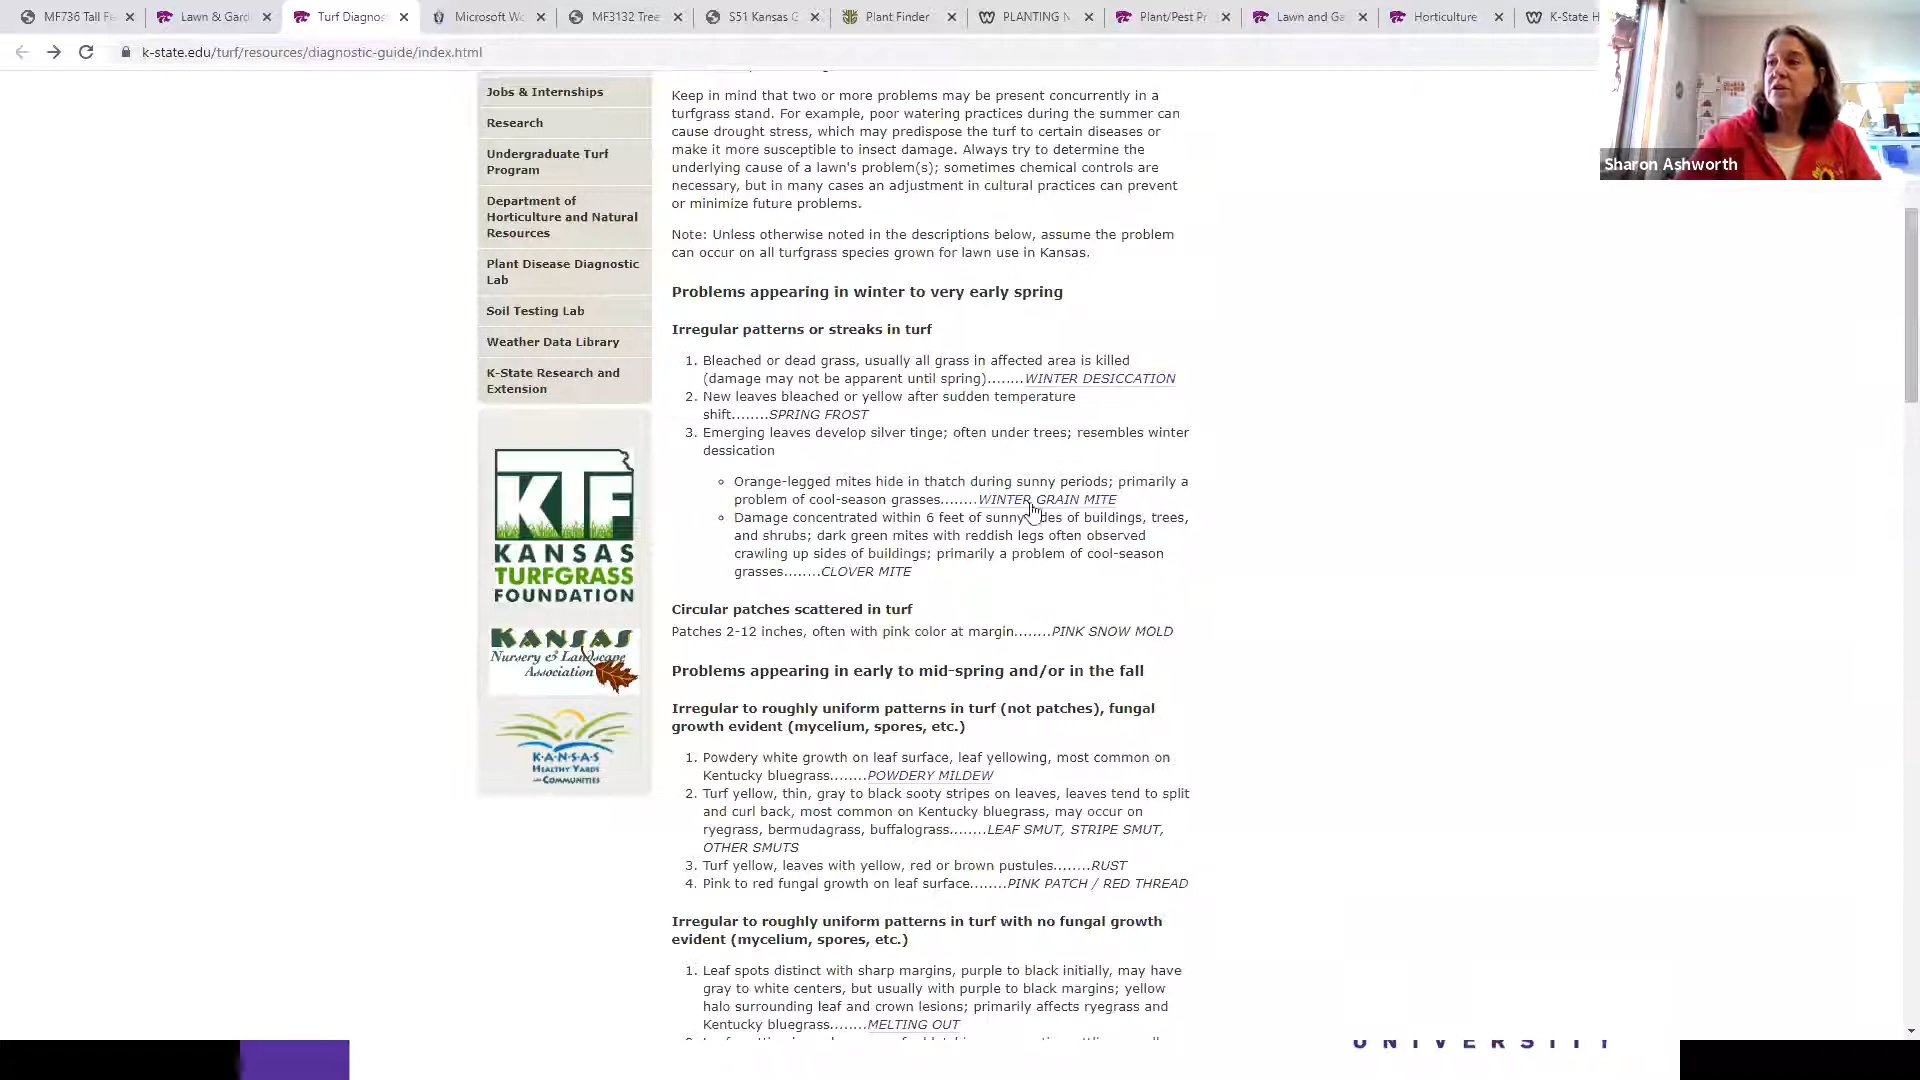 MF736 Tall Fe
Lawn & Gard
Turf Diagnos
Microsoft Wo
MF3132 Tree
S51 Kansas C
Plant Finder
PLANTING N
Plant/Pest Pr
Lawn and Ga
Horticulture
K-State H
k-state.edu/turf/resources/diagnostic-guide/index.html
Sharon Ashworth
Jobs & Internships
Research
Undergraduate Turf
Program
Department of
Horticulture and Natural
Resources
Plant Disease Diagnostic
Lab
Soil Testing Lab
Weather Data Library
K-State Research and
Extension
KTF
KANSAS
TURFGRASS
FOUNDATION
KANSAS
Nursery & Landscape
Association
K·A·N·S·A·S
HEALTHY YARDS
AND COMMUNITIES
Keep in mind that two or more problems may be present concurrently in a
turfgrass stand. For example, poor watering practices during the summer can
cause drought stress, which may predispose the turf to certain diseases or
make it more susceptible to insect damage. Always try to determine the
underlying cause of a lawn's problem(s); sometimes chemical controls are
necessary, but in many cases an adjustment in cultural practices can prevent
or minimize future problems.
Note: Unless otherwise noted in the descriptions below, assume the problem
can occur on all turfgrass species grown for lawn use in Kansas.
Problems appearing in winter to very early spring
Irregular patterns or streaks in turf
1. Bleached or dead grass, usually all grass in affected area is killed
(damage may not be apparent until spring)........WINTER DESICCATION
2. New leaves bleached or yellow after sudden temperature
shift........SPRING FROST
3. Emerging leaves develop silver tinge; often under trees; resembles winter
dessication
Orange-legged mites hide in thatch during sunny periods; primarily a
problem of cool-season grasses........WINTER GRAIN MITE
Damage concentrated within 6 feet of sunny sides of buildings, trees,
and shrubs; dark green mites with reddish legs often observed
crawling up sides of buildings; primarily a problem of cool-season
grasses........CLOVER MITE
Circular patches scattered in turf
Patches 2-12 inches, often with pink color at margin........PINK SNOW MOLD
Problems appearing in early to mid-spring and/or in the fall
Irregular to roughly uniform patterns in turf (not patches), fungal
growth evident (mycelium, spores, etc.)
1. Powdery white growth on leaf surface, leaf yellowing, most common on
Kentucky bluegrass........POWDERY MILDEW
2. Turf yellow, thin, gray to black sooty stripes on leaves, leaves tend to split
and curl back, most common on Kentucky bluegrass, may occur on
ryegrass, bermudagrass, buffalograss........LEAF SMUT, STRIPE SMUT,
OTHER SMUTS
3. Turf yellow, leaves with yellow, red or brown pustules........RUST
4. Pink to red fungal growth on leaf surface........PINK PATCH / RED THREAD
Irregular to roughly uniform patterns in turf with no fungal growth
evident (mycelium, spores, etc.)
1. Leaf spots distinct with sharp margins, purple to black initially, may have
gray to white centers, but usually with purple to black margins; yellow
halo surrounding leaf and crown lesions; primarily affects ryegrass and
Kentucky bluegrass........MELTING OUT
UNIVERSITY